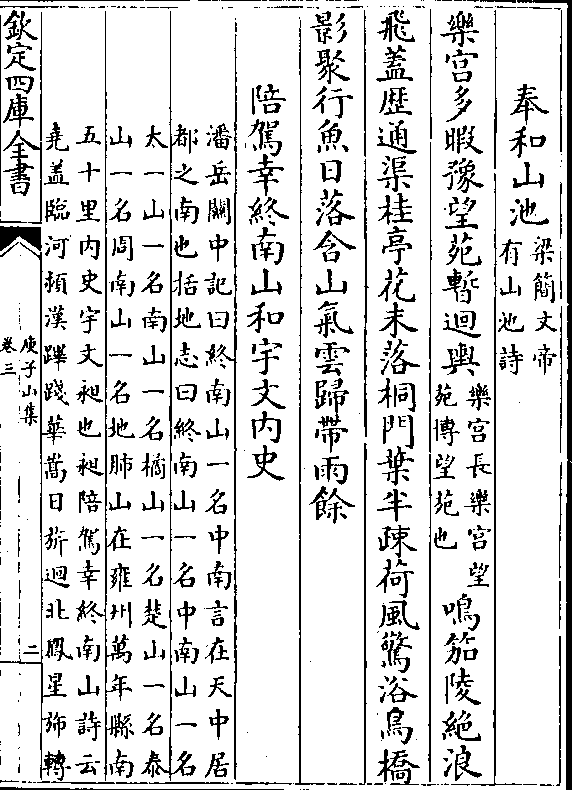 奉和山池
梁簡文帝
有山池詩
樂宫多暇豫望苑暫迴輿
樂宫長樂宫望
苑博望苑也
鳴笳陵絶浪
飛蓋歴通渠桂亭花未落桐門葉半疎荷風驚浴鳥橋
影聚行魚日落含山氣雲歸帶雨餘
陪駕幸終南山和宇文内史
潘岳關中記曰終南山一名中南言在天中居
都之南也括地志曰終南山一名中南山一名
太一山一名南山一名橘山一名楚山一名泰
山一名周南山一名地肺山在雍州萬年縣南
五十里内史宇文昶也昶陪駕幸終南山詩云
堯蓋臨河頻漢蹕踐華嵩日旂迴北鳳星斾轉
欽定四庫全書
庾子山集
卷三
二